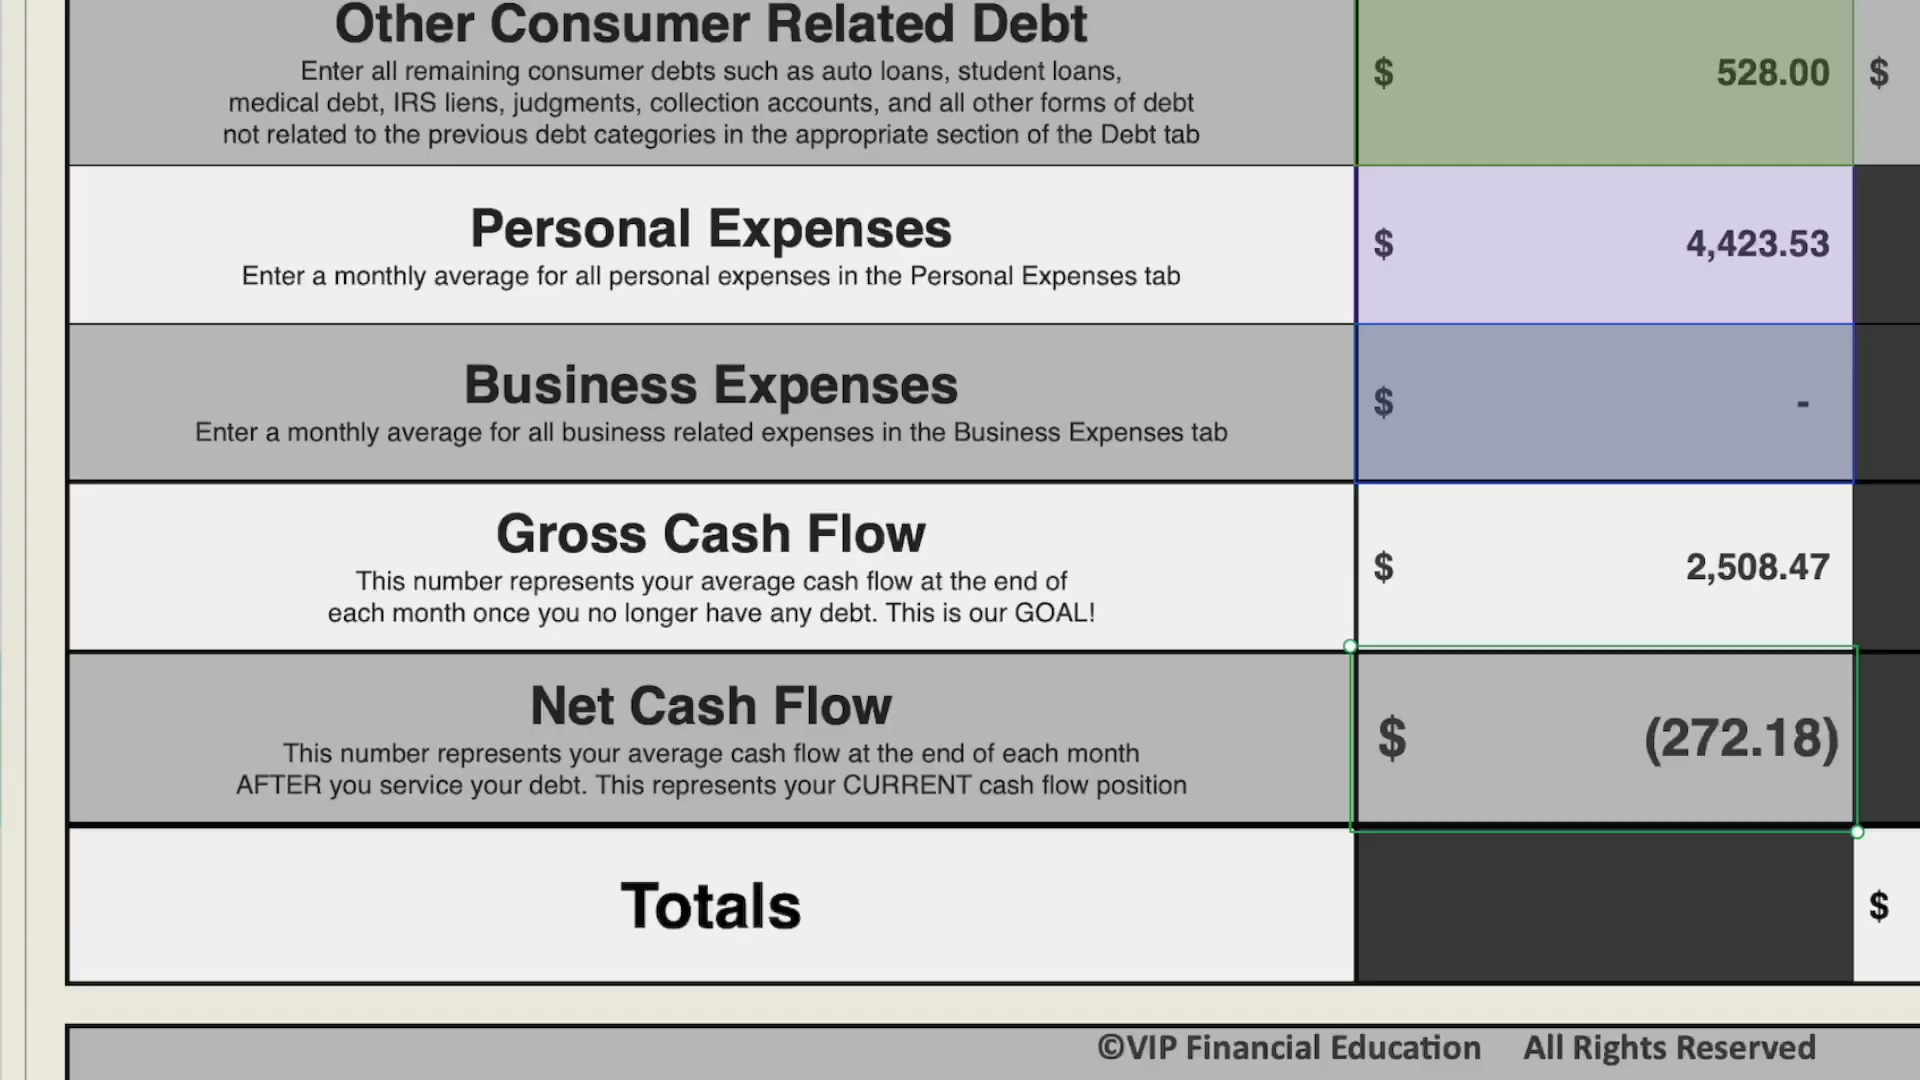 Other Consumer Related Debt
Enter all remaining consumer debts such as auto loans, student loans,
medical debt, IRS liens, judgments, collection accounts, and all other forms of debt
not related to the previous debt categories in the appropriate section of the Debt tab
$ 528.00 $
Personal Expenses
Enter a monthly average for all personal expenses in the Personal Expenses tab
$ 4,423.53
Business Expenses
Enter a monthly average for all business related expenses in the Business Expenses tab
$ -
Gross Cash Flow
This number represents your average cash flow at the end of
each month once you no longer have any debt. This is our GOAL!
$ 2,508.47
Net Cash Flow
This number represents your average cash flow at the end of each month
AFTER you service your debt. This represents your CURRENT cash flow position
$ (272.18)
Totals
$
©VIP Financial Education All Rights Reserved